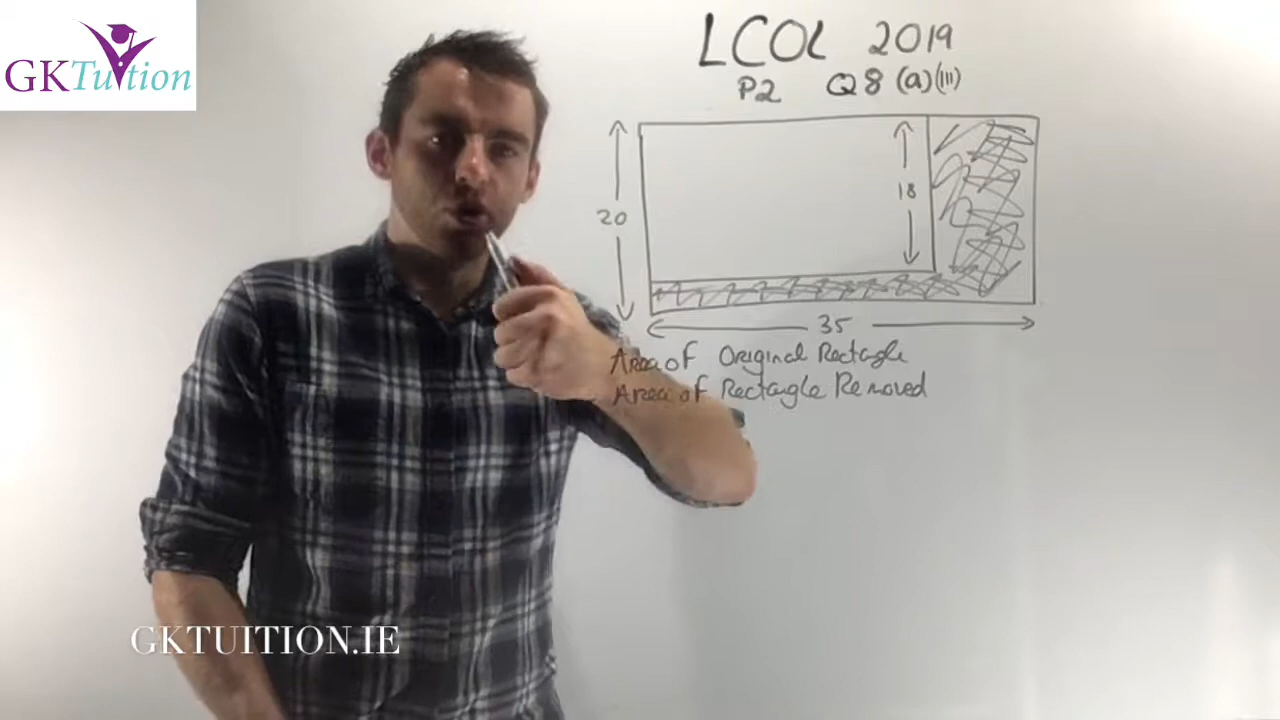 GKTuition
LCOL 2019
P2 Q8 (a)(iii)
20
18
35
Area of Original Rectangle
Area of Rectangle Removed
GKTUITION.IE